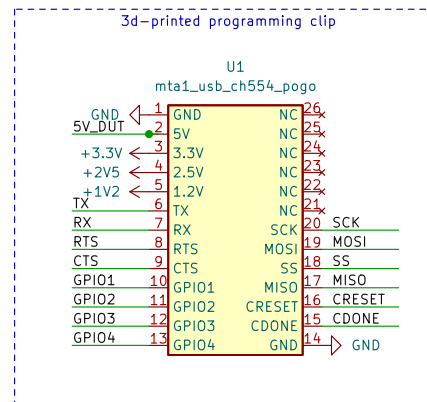 3d-printed programming clip
U1
mta1_usb_ch554_pogo
GND 1 GND NC 26
5V_DUT 2 5V NC 25
+3.3V 3 3.3V NC 24
+2V5 4 2.5V NC 23
+1V2 5 1.2V NC 22
TX 6 TX NC 21
RX 7 RX SCK 20 SCK
RTS 8 RTS MOSI 19 MOSI
CTS 9 CTS SS 18 SS
GPIO1 10 GPIO1 MISO 17 MISO
GPIO2 11 GPIO2 CRESET 16 CRESET
GPIO3 12 GPIO3 CDONE 15 CDONE
GPIO4 13 GPIO4 GND 14 GND